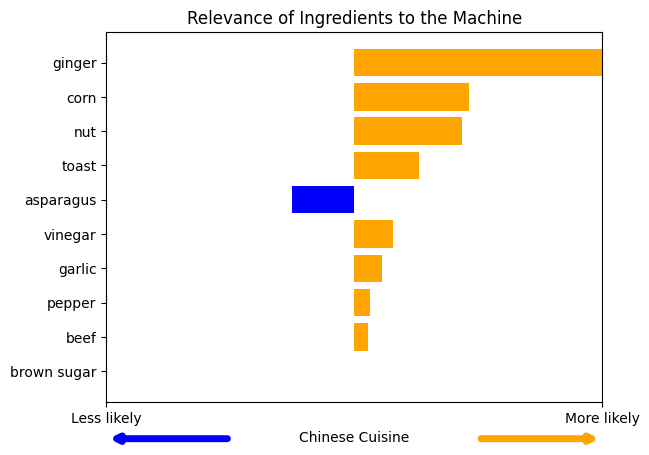 Relevance of Ingredients to the Machine
ginger
corn
nut
toast
asparagus
vinegar
garlic
pepper
beef
brown sugar
Less likely
More likely
Chinese Cuisine